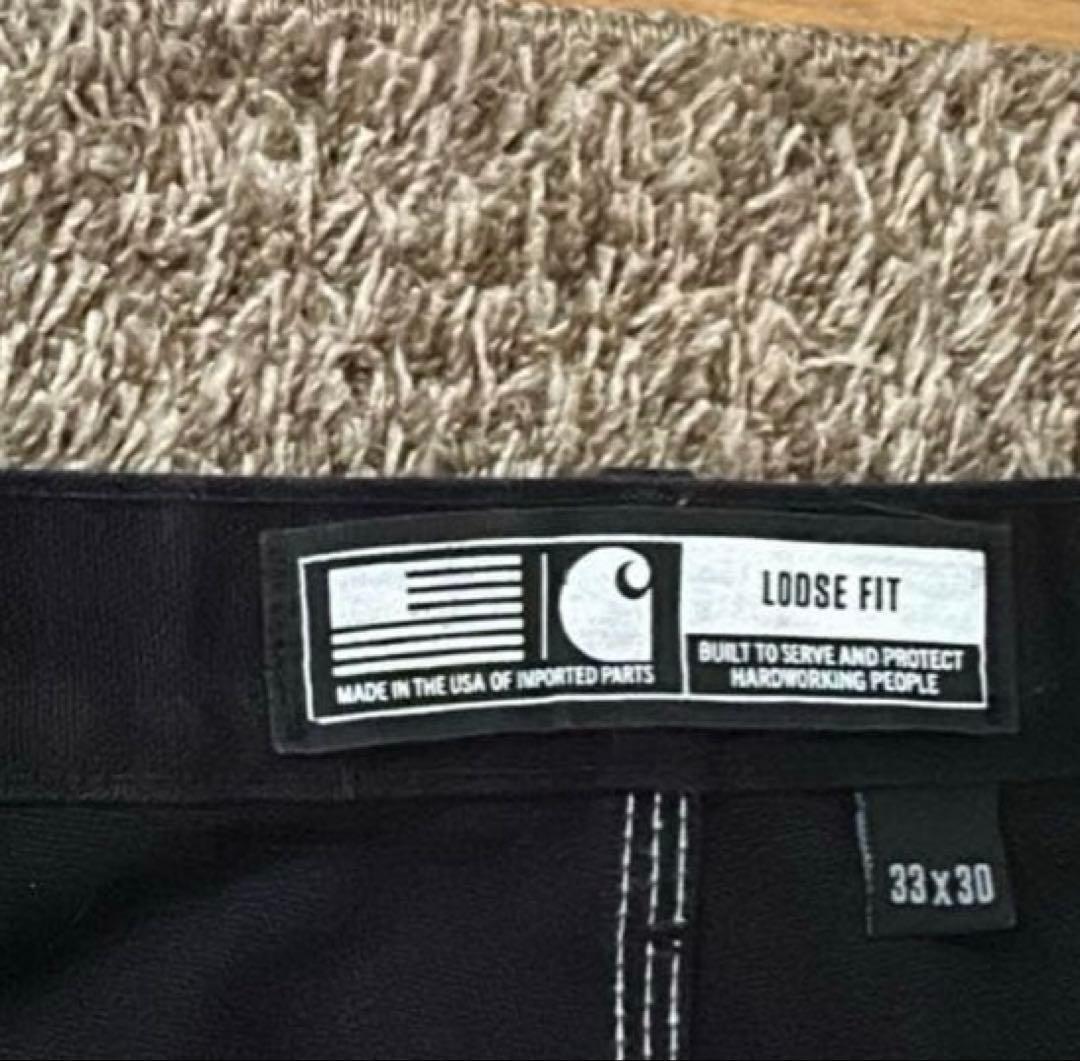 MADE IN THE USA OF IMPORTED PARTS
LOOSE FIT
BUILT TO SERVE AND PROTECT
HARDWORKING PEOPLE
33 X 30